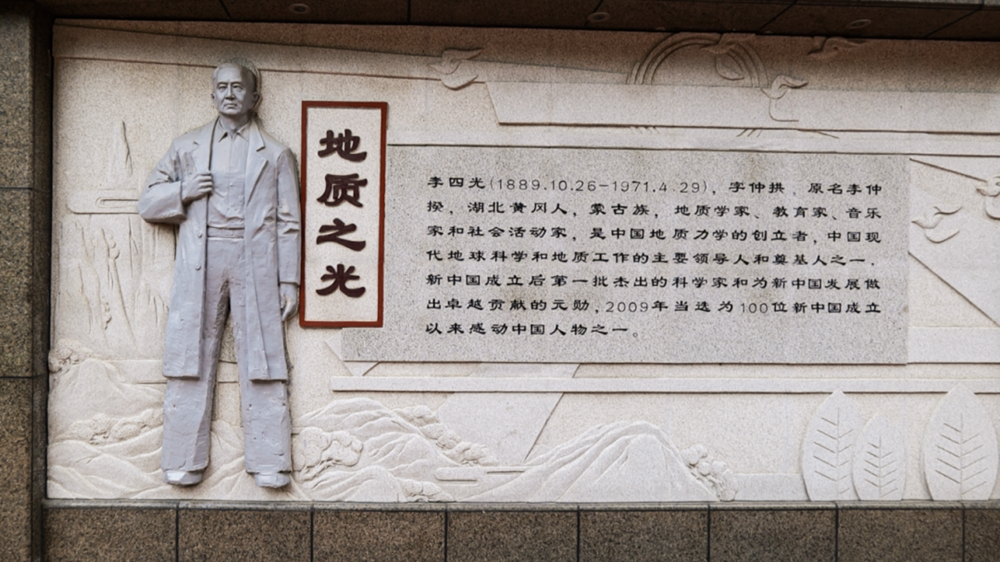 地质之光
李四光(1889.10.26-1971.4.29)，字仲拱、原名李仲
揆，湖北黄冈人，蒙古族，地质学家、教育家、音乐
家和社会活动家，是中国地质力学的创立者，中国现
代地球科学和地质工作的主要领导人和奠基人之一，
新中国成立后第一批杰出的科学家和为新中国发展做
出卓越贡献的元勋，2009年当选为100位新中国成立
以来感动中国人物之一。